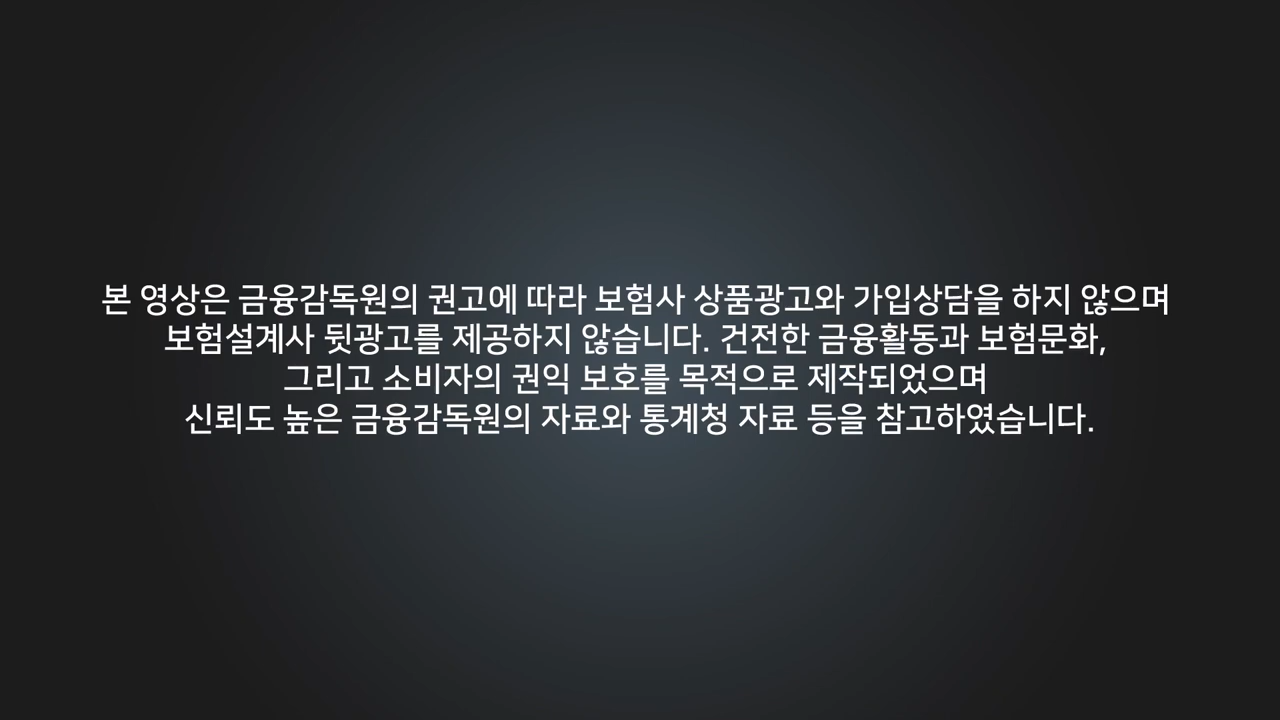 본 영상은 금융감독원의 권고에 따라 보험사 상품광고와 가입상담을 하지 않으며
보험설계사 뒷광고를 제공하지 않습니다. 건전한 금융활동과 보험문화,
그리고 소비자의 권익 보호를 목적으로 제작되었으며
신뢰도 높은 금융감독원의 자료와 통계청 자료 등을 참고하였습니다.